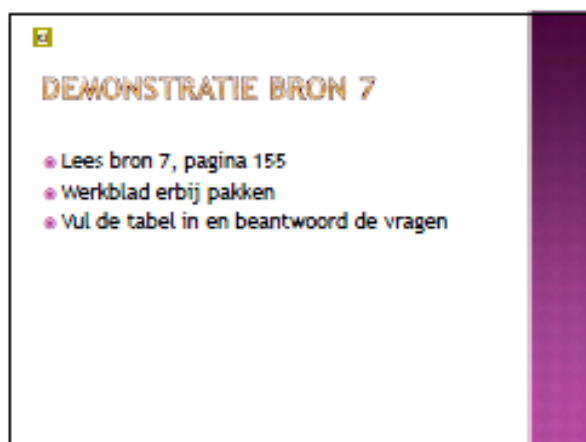 DEMONSTRATIE BRON 7
Lees bron 7, pagina 155
Werkblad erbij pakken
Vul de tabel in en beantwoord de vragen